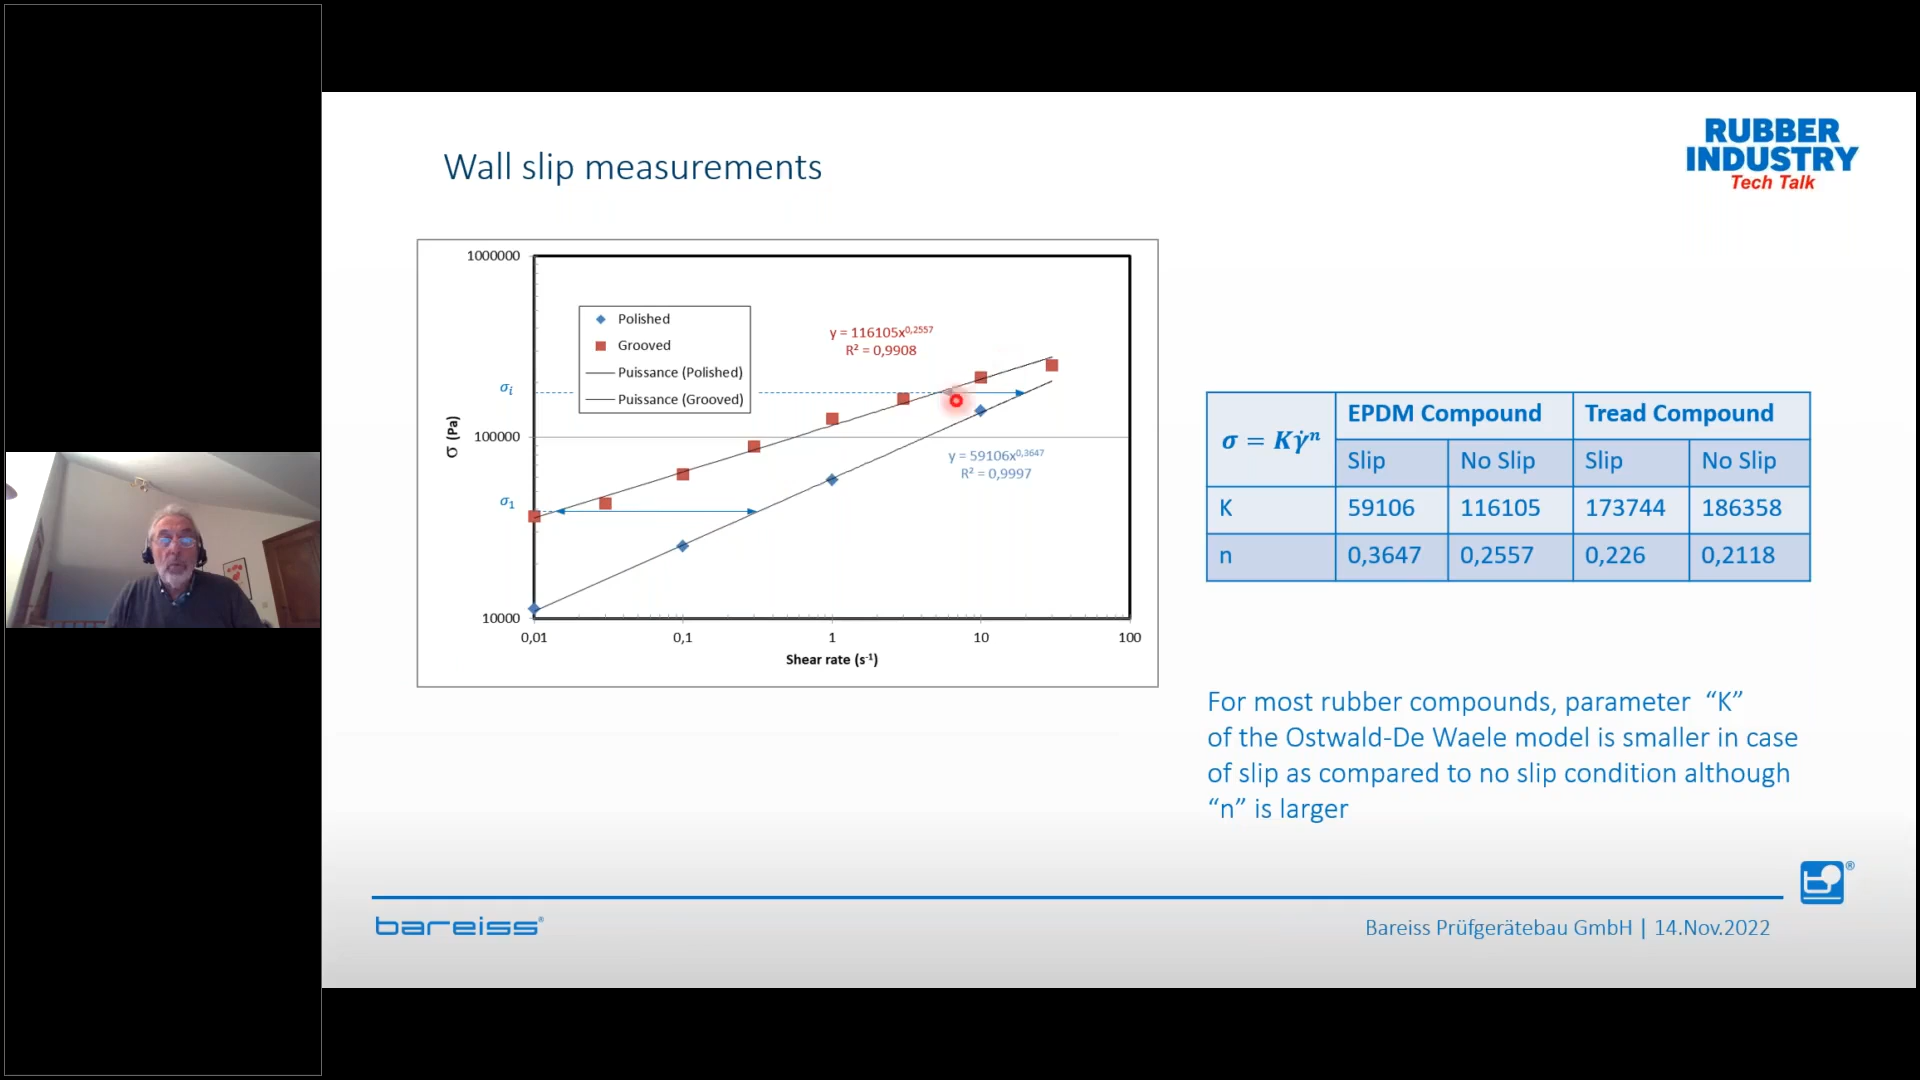 Wall slip measurements
RUBBER
INDUSTRY
Tech Talk
1000000
100000
10000
σ (Pa)
σi
σ1
Polished
Grooved
Puissance (Polished)
Puissance (Grooved)
y = 116105x^0,2557
R² = 0,9908
y = 59106x^0,3647
R² = 0,9997
0,01 0,1 1 10 100
Shear rate (s⁻¹)
σ = Kγ̇ⁿ EPDM Compound Tread Compound
Slip No Slip Slip No Slip
K 59106 116105 173744 186358
n 0,3647 0,2557 0,226 0,2118
For most rubber compounds, parameter “K”
of the Ostwald-De Waele model is smaller in case
of slip as compared to no slip condition although
“n” is larger
bareiss®
Bareiss Prüfgerätebau GmbH | 14.Nov.2022